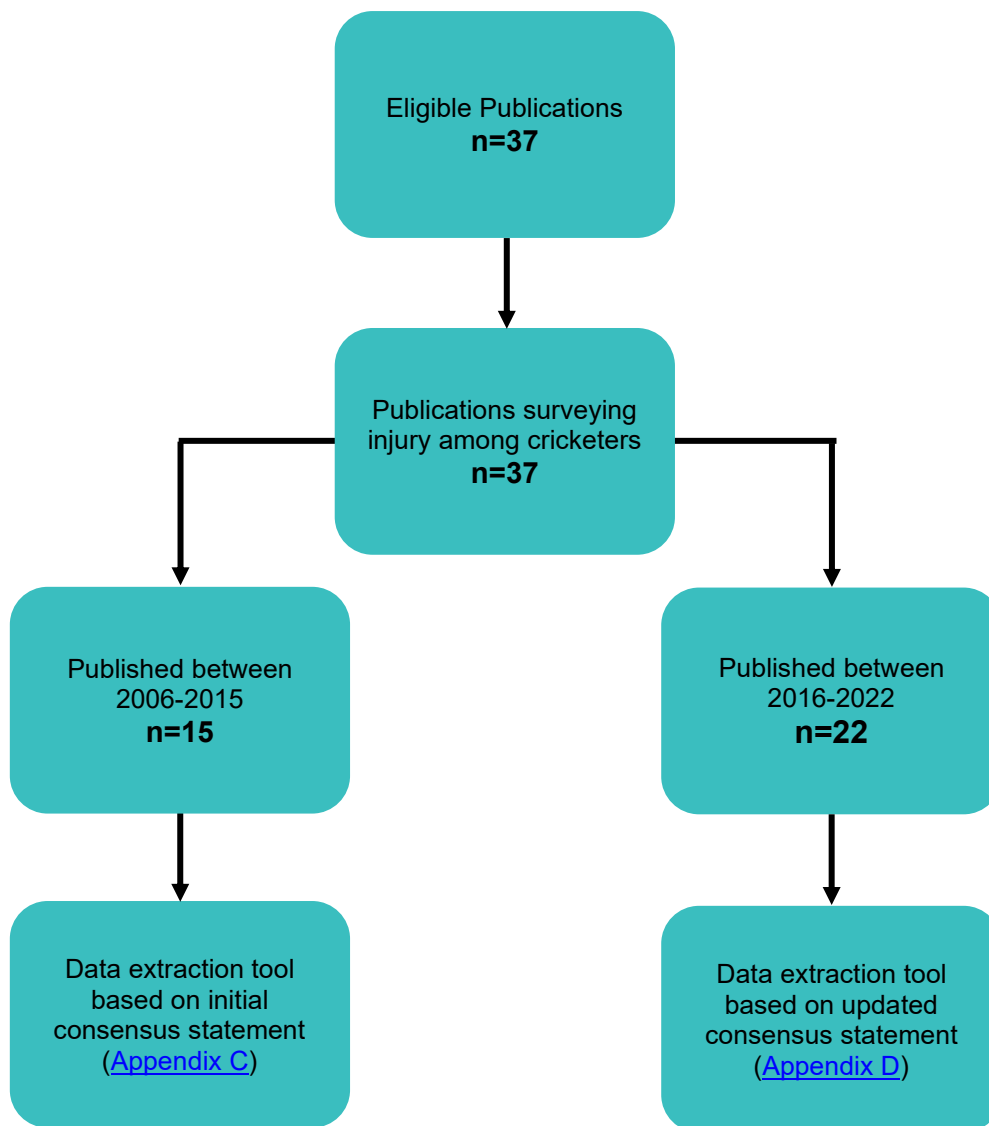 Eligible Publications
n=37
Publications surveying
injury among cricketers
n=37
Published between
2006-2015
n=15
Published between
2016-2022
n=22
Data extraction tool
based on initial
consensus statement
(Appendix C)
Data extraction tool
based on updated
consensus statement
(Appendix D)